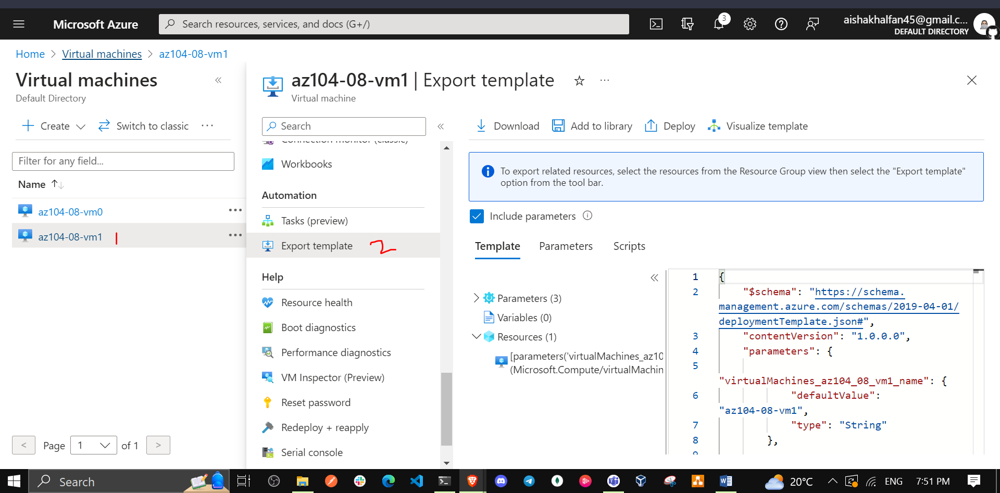 Microsoft Azure
Search resources, services, and docs (G+/)
3
aishakhalfan45@gmail.c...
DEFAULT DIRECTORY
Home > Virtual machines > az104-08-vm1
Virtual machines
Default Directory
Create
Switch to classic
Filter for any field...
Name
az104-08-vm0
az104-08-vm1
1
< Page 1 of 1 >
az104-08-vm1 | Export template
Virtual machine
Search
Connection monitor (classic)
Workbooks
Automation
Tasks (preview)
Export template
2
Help
Resource health
Boot diagnostics
Performance diagnostics
VM Inspector (Preview)
Reset password
Redeploy + reapply
Serial console
Download
Add to library
Deploy
Visualize template
To export related resources, select the resources from the Resource Group view then select the "Export template"
option from the tool bar.
Include parameters
Template
Parameters
Scripts
Parameters (3)
Variables (0)
Resources (1)
[parameters('virtualMachines_az10
(Microsoft.Compute/virtualMachin
1 {
2 "$schema": "https://schema.
management.azure.com/schemas/2019-04-01/
deploymentTemplate.json#",
3 "contentVersion": "1.0.0.0",
4 "parameters": {
5
"virtualMachines_az104_08_vm1_name": {
6 "defaultValue":
"az104-08-vm1",
7 "type": "String"
8 },
9
Search
20°C
ENG
7:51 PM